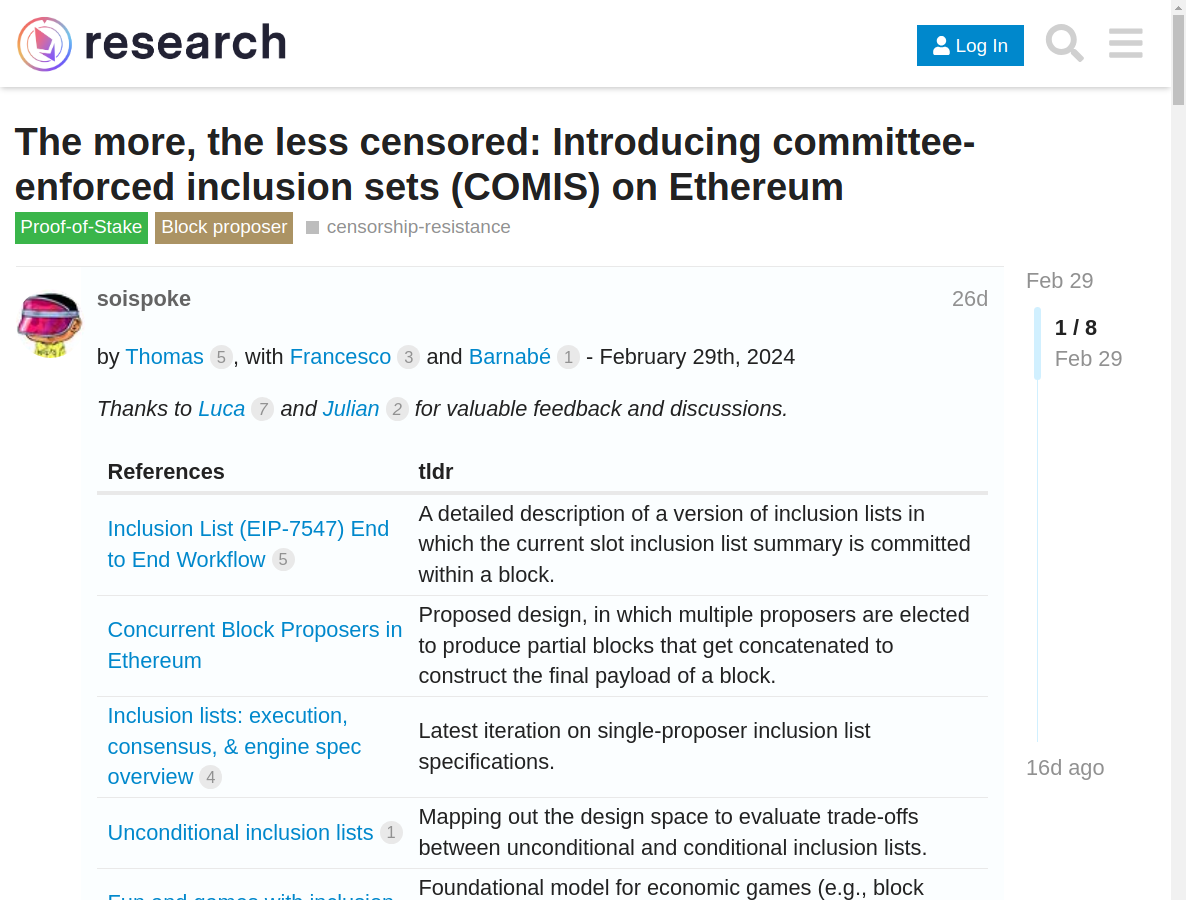 research
Log In
The more, the less censored: Introducing committee-
enforced inclusion sets (COMIS) on Ethereum
Proof-of-Stake Block proposer censorship-resistance
soispoke 26d
by Thomas 5, with Francesco 3 and Barnabé 1 - February 29th, 2024
Thanks to Luca 7 and Julian 2 for valuable feedback and discussions.
References tldr
Inclusion List (EIP-7547) End
to End Workflow 5
A detailed description of a version of inclusion lists in
which the current slot inclusion list summary is committed
within a block.
Concurrent Block Proposers in
Ethereum
Proposed design, in which multiple proposers are elected
to produce partial blocks that get concatenated to
construct the final payload of a block.
Inclusion lists: execution,
consensus, & engine spec
overview 4
Latest iteration on single-proposer inclusion list
specifications.
Unconditional inclusion lists 1
Mapping out the design space to evaluate trade-offs
between unconditional and conditional inclusion lists.
Fun and games with inclusion
Foundational model for economic games (e.g., block
Feb 29
1 / 8
Feb 29
16d ago